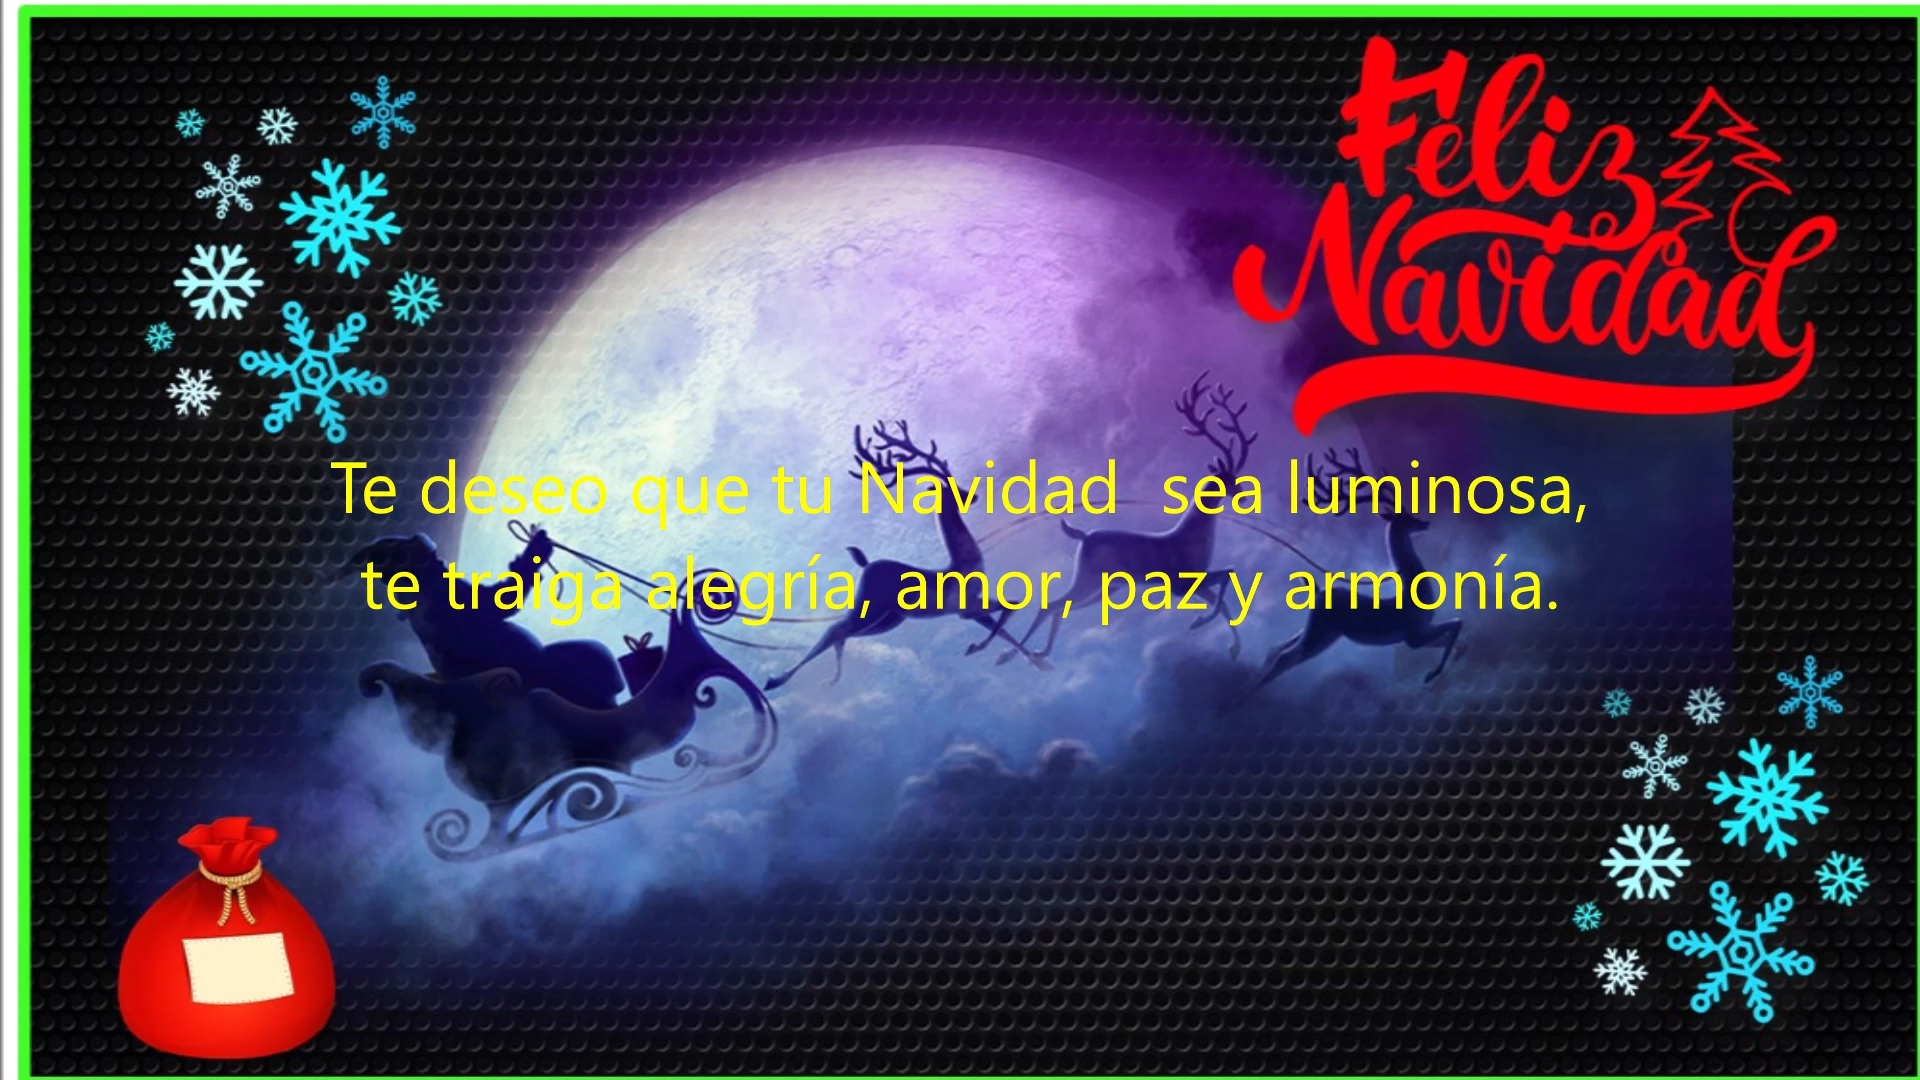 Feliz
Navidad
Te deseo que tu Navidad  sea luminosa,
te traiga alegría, amor, paz y armonía.